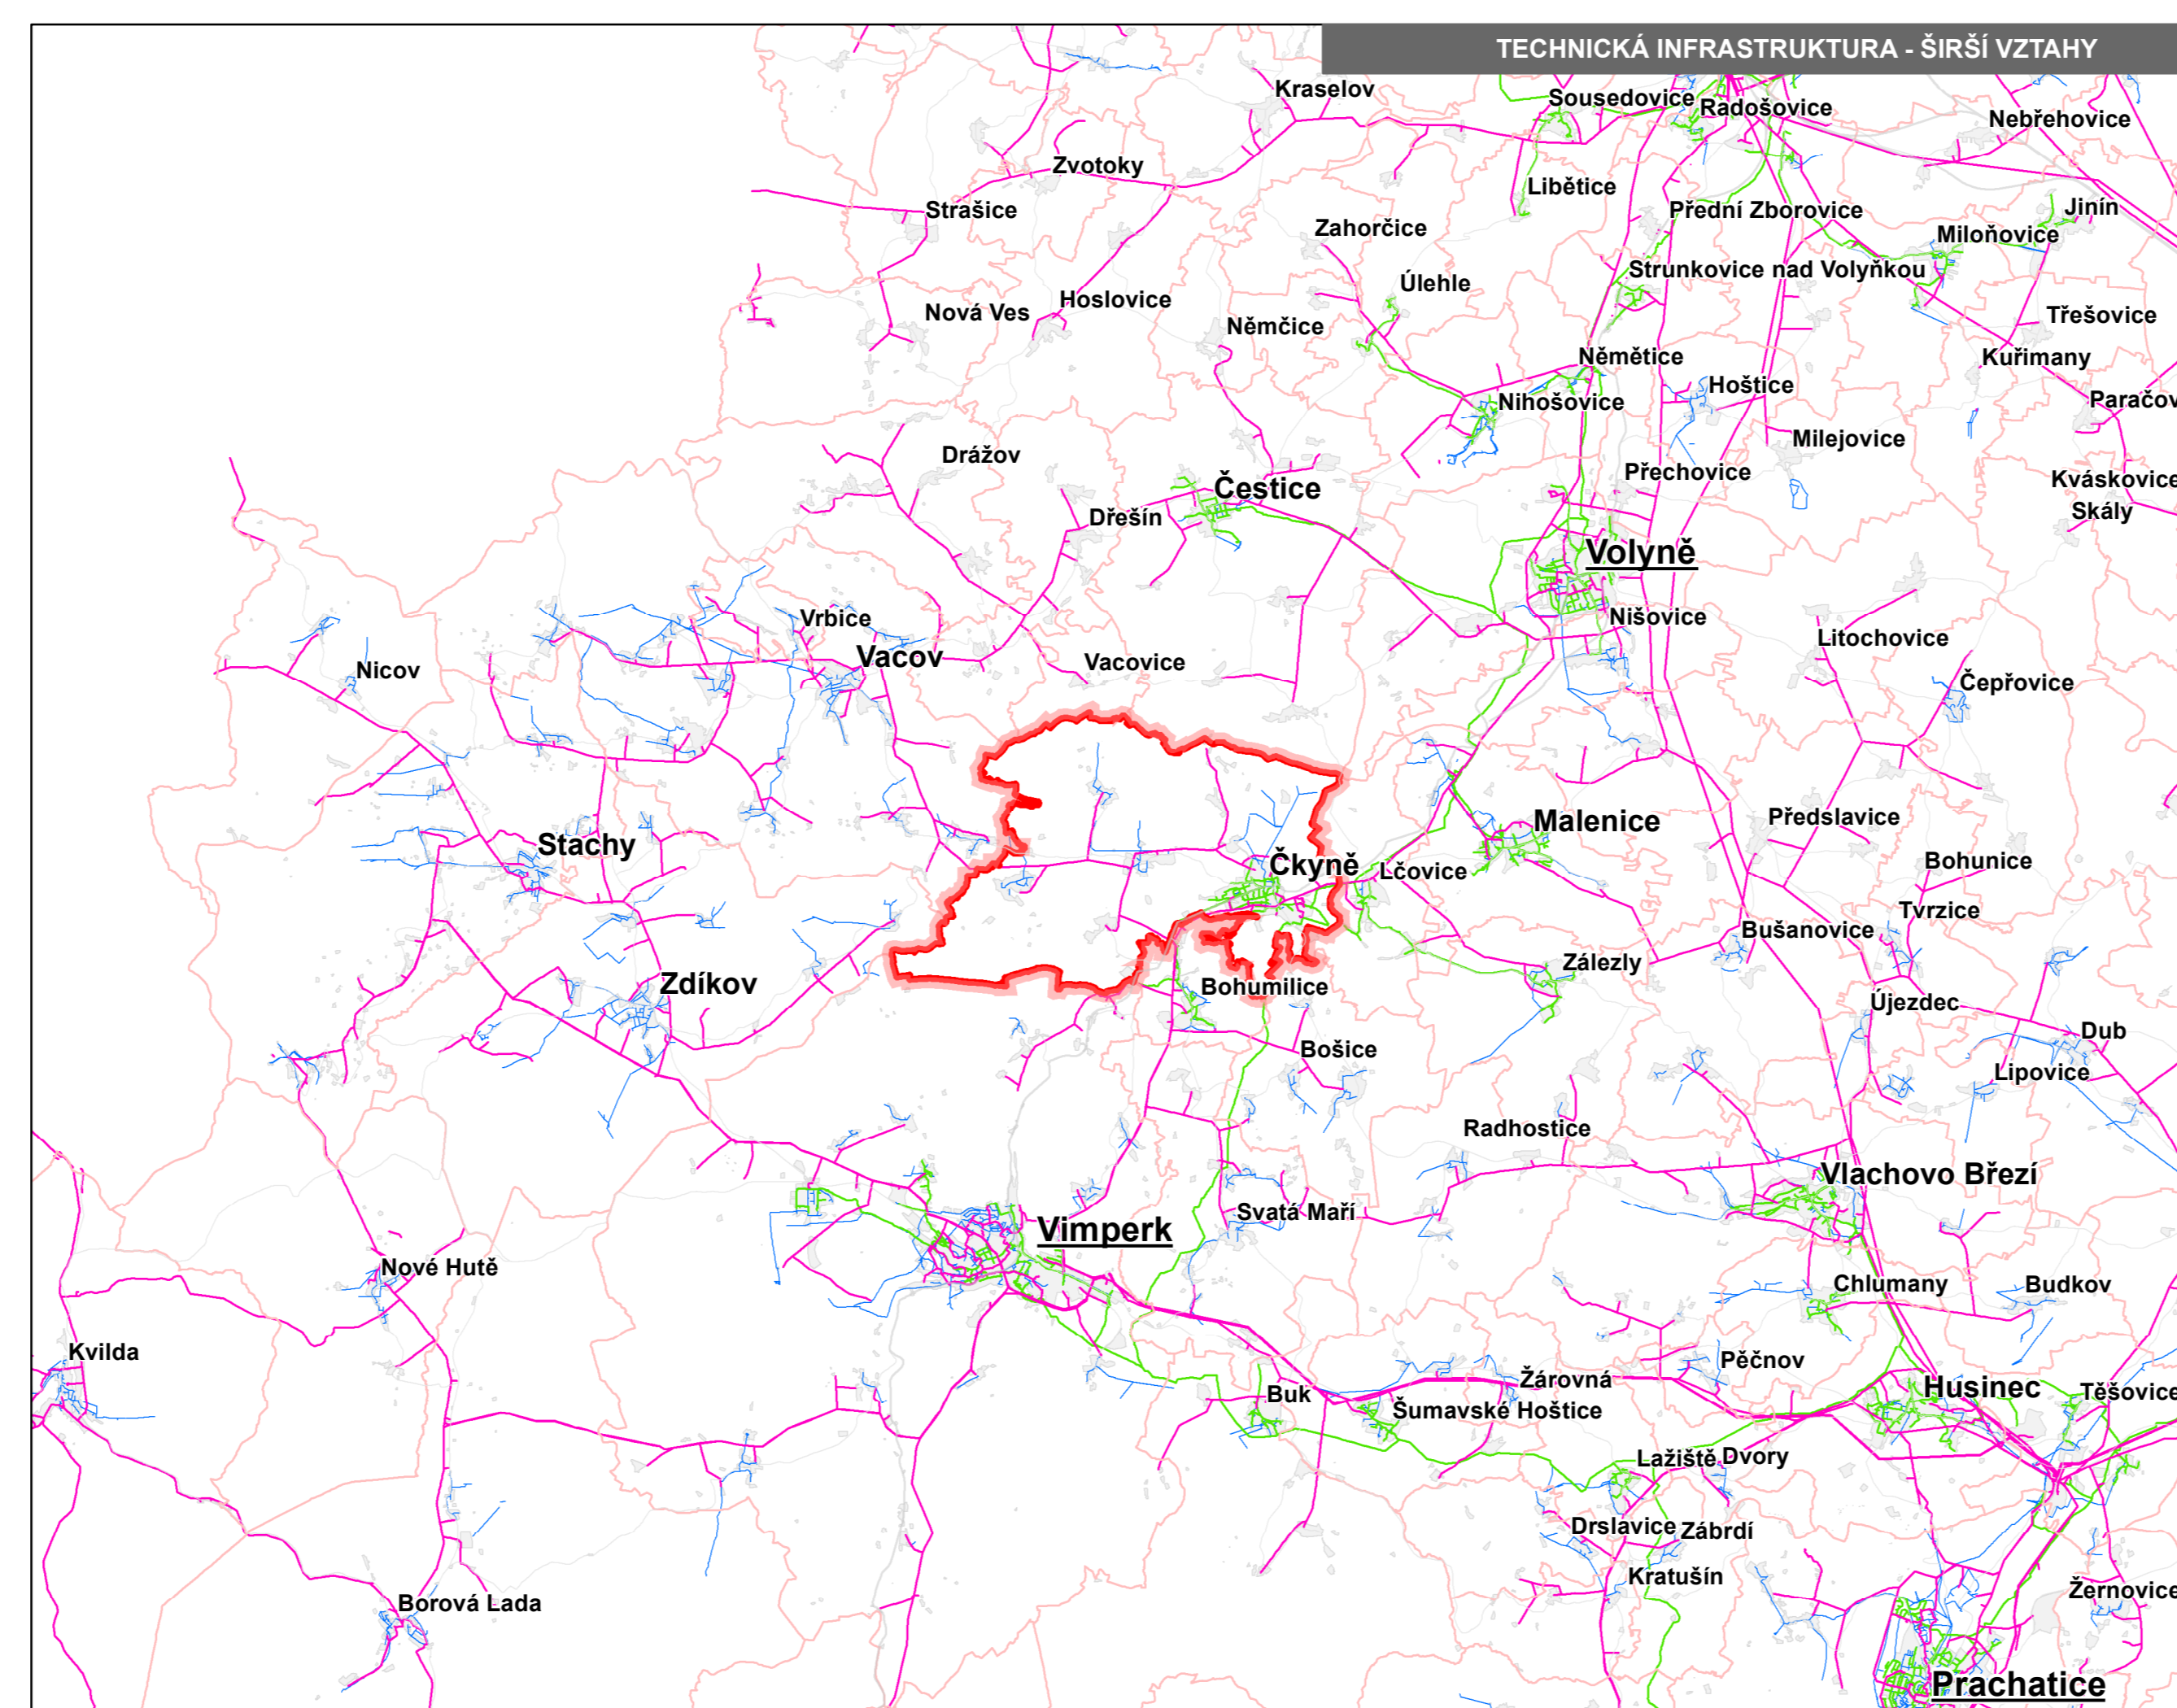 TECHNICKÁ INFRASTRUKTURA - ŠIRŠÍ VZTAHY
Kraselov
Sousedovice
Radošovice
Nebřehovice
Zvotoky
Libětice
Strašice
Přední Zborovice
Jinín
Zahorčice
Miloňovice
Strunkovice nad Volyňkou
Úlehle
Hoslovice
Nová Ves
Třešovice
Němčice
Němětice
Kuřimany
Hoštice
Nihošovice
Paračov
Milejovice
Drážov
Přechovice
Kváskovice
Čestice
Skály
Dřešín
Volyně
Vrbice
Nišovice
Litochovice
Vacov
Vacovice
Nicov
Čepřovice
Předslavice
Malenice
Stachy
Bohunice
Čkyně
Lčovice
Tvrzice
Bušanovice
Zálezly
Zdíkov
Bohumilice
Újezdec
Dub
Bošice
Lipovice
Radhostice
Vlachovo Březí
Svatá Maří
Vimperk
Nové Hutě
Chlumany
Budkov
Kvilda
Pěčnov
Žárovná
Husinec
Těšovice
Buk
Šumavské Hoštice
Lažiště
Dvory
Drslavice
Zábrdí
Kratušín
Žernovice
Borová Lada
Prachatice